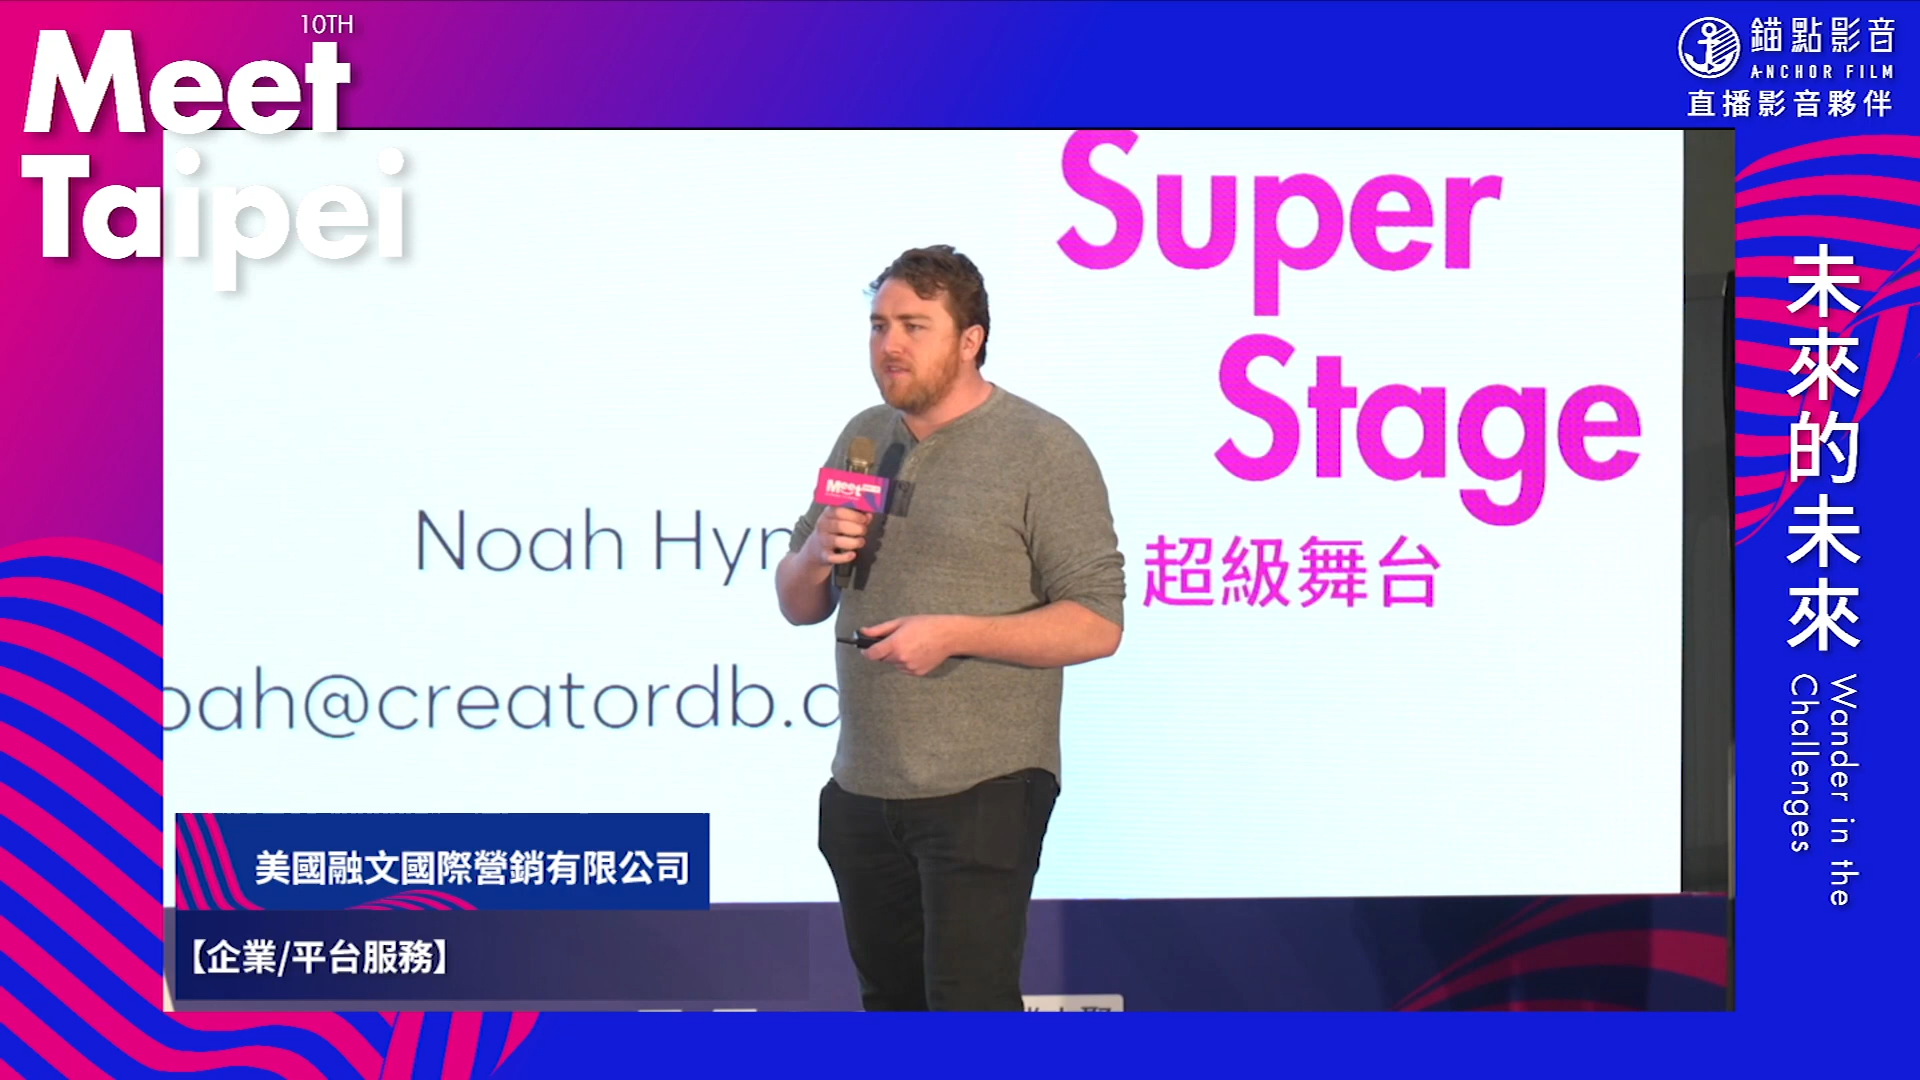 10TH
Meet
Taipei
錨點影音
ANCHOR FILM
直播影音夥伴
Super
Stage
超級舞台
Noah
@creatordb.
Meet
未來的未來
Wander in the
Challenges
美國融文國際營銷有限公司
【企業/平台服務】